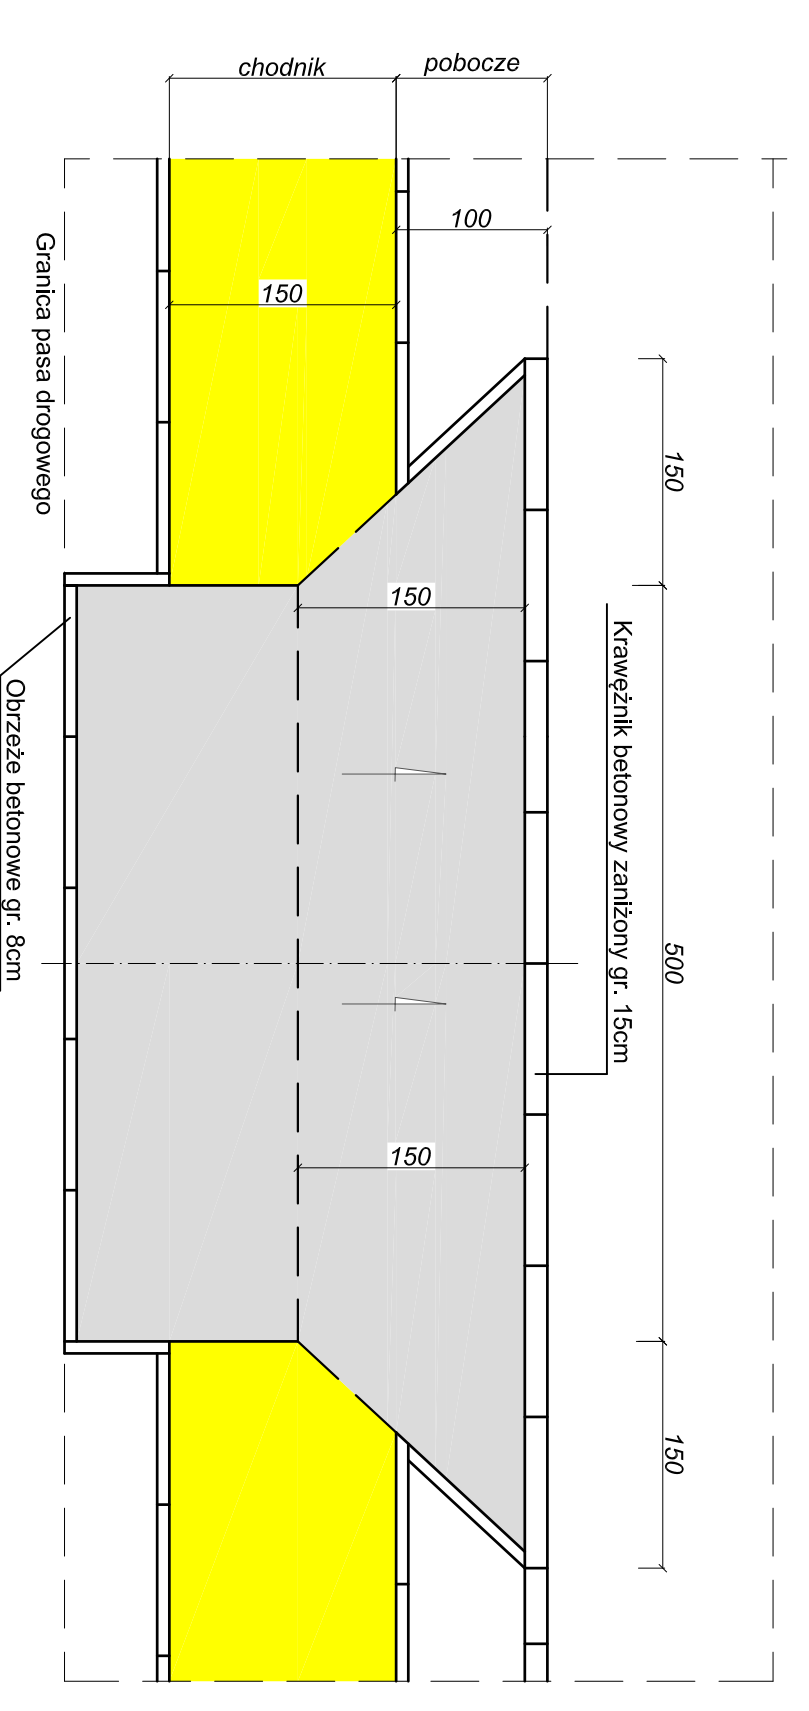 chodnik
pobocze
100
150
Granica pasa drogowego
150
150
Krawężnik betonowy zaniżony gr. 15cm
Obrzeże betonowe gr. 8cm
500
150
150